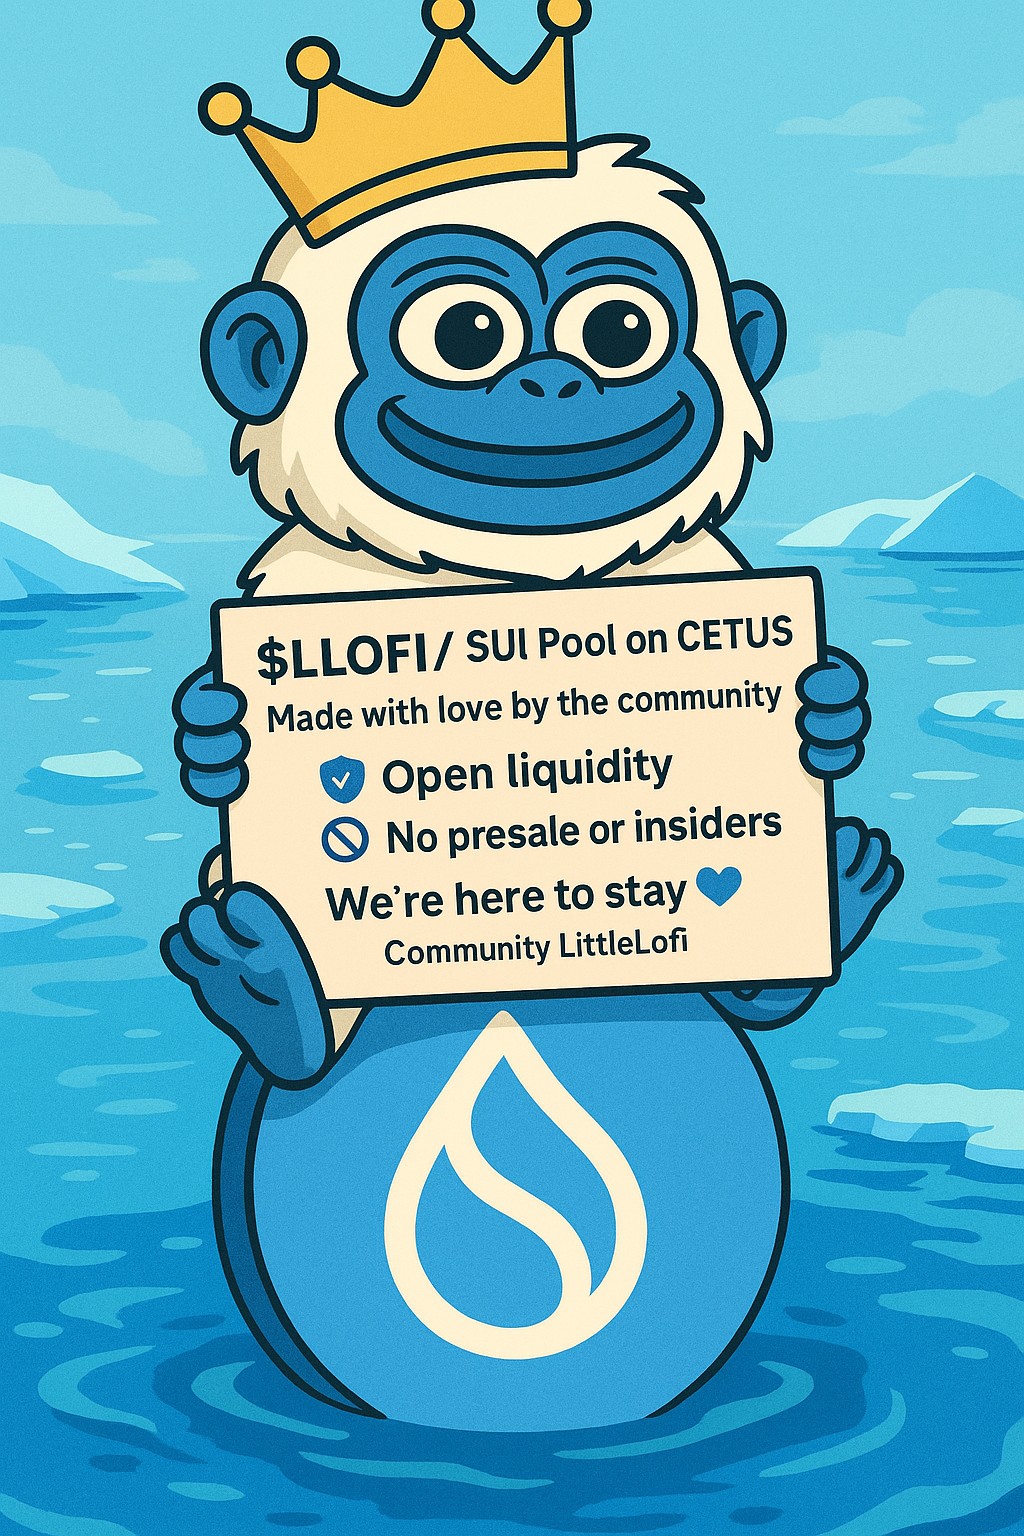 $LLOFI/ SUI Pool on CETUS
Made with love by the community
Open liquidity
No presale or insiders
We're here to stay
Community LittleLofi